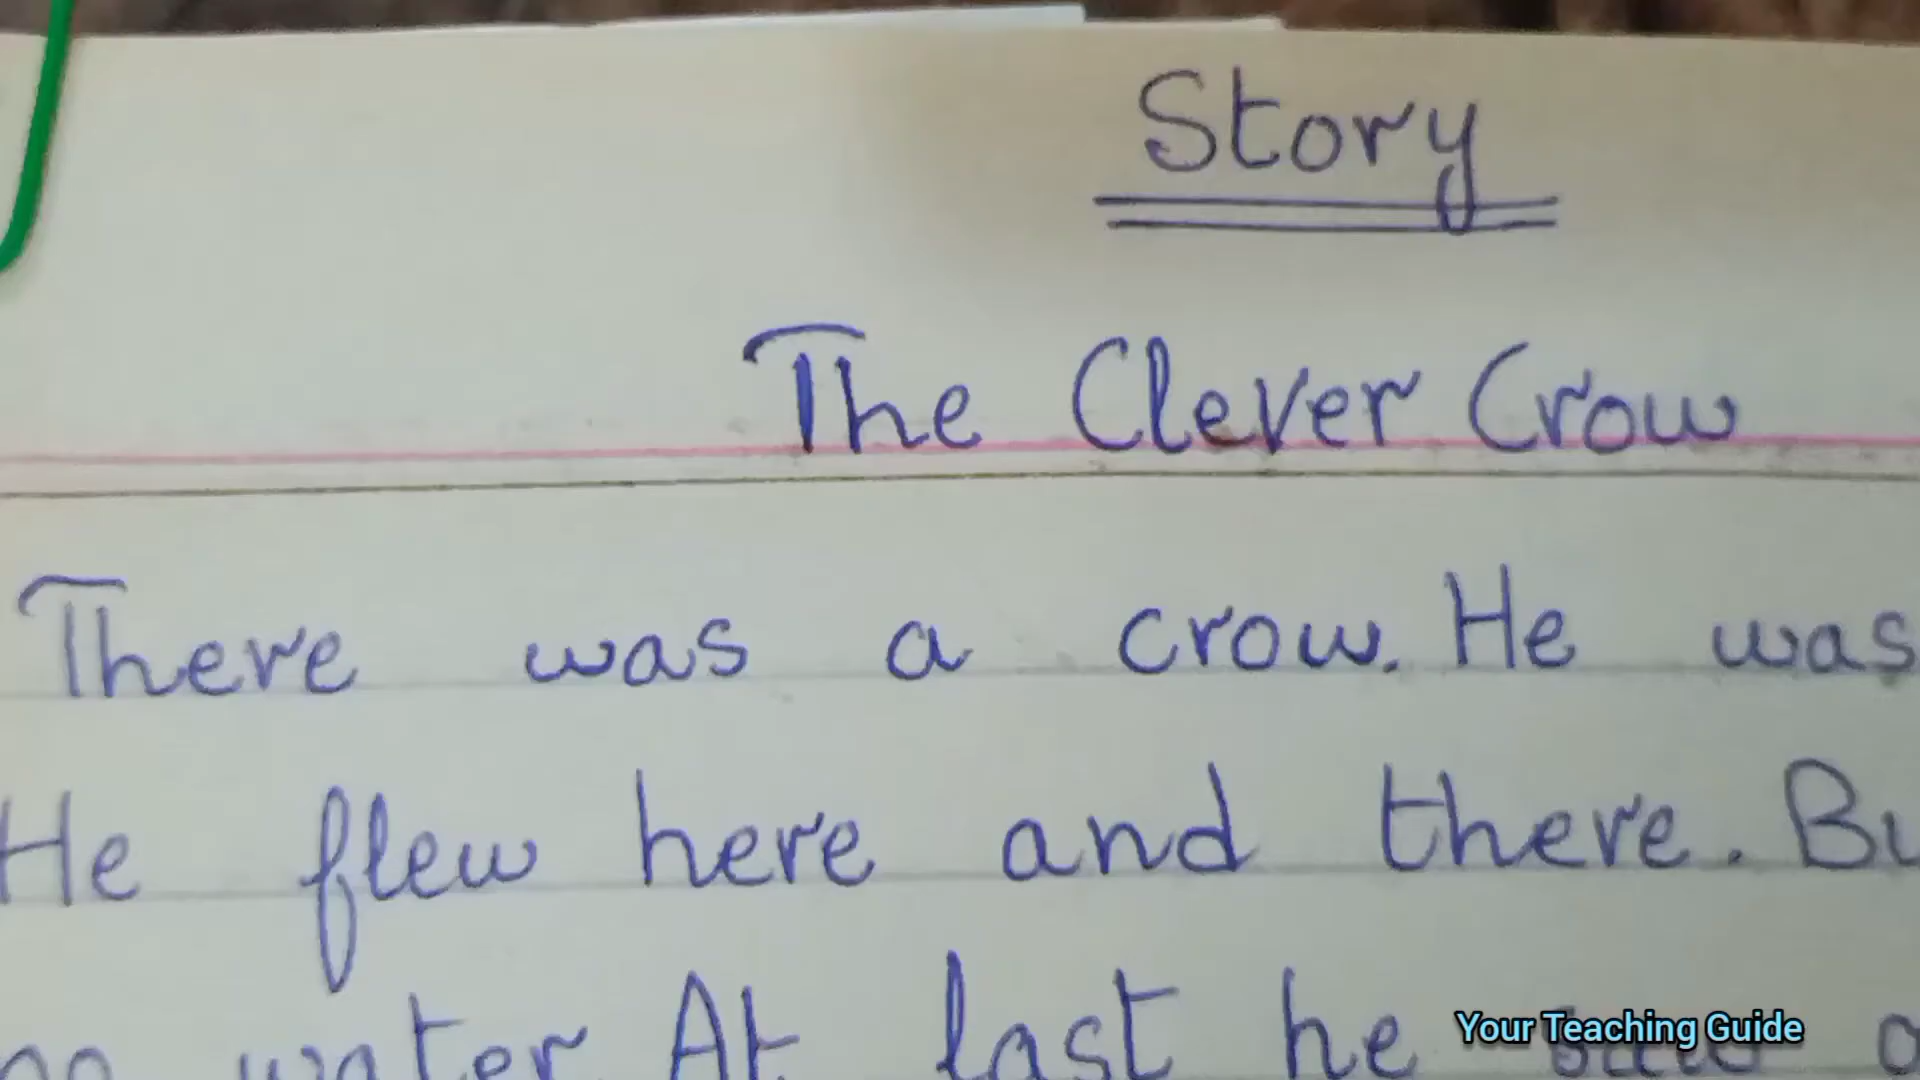 Story
The Clever Crow
There was a crow. He was
He flew here and there.
water. At last he
Your Teaching Guide